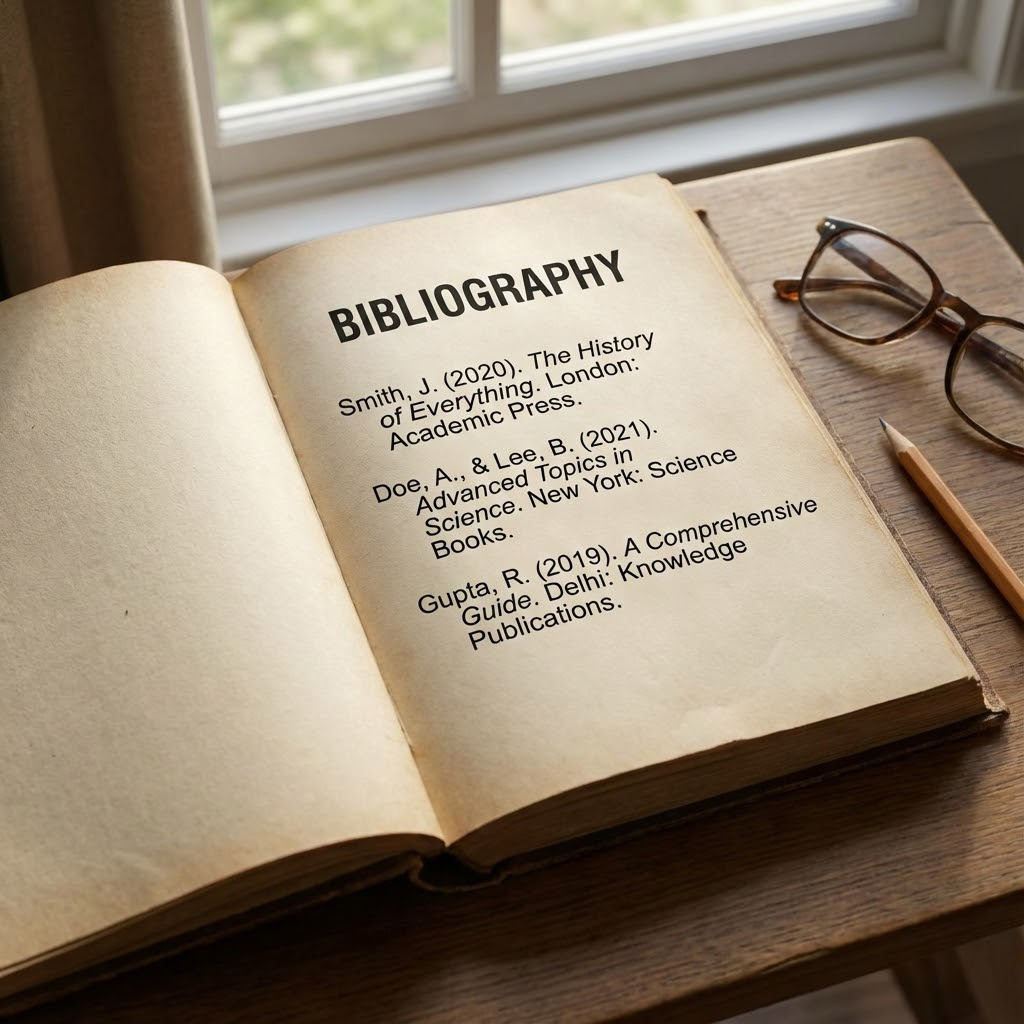 BIBLIOGRAPHY
Smith, J. (2020). The History
of Everything. London:
Academic Press.
Doe, A., & Lee, B. (2021).
Advanced Topics in
Science. New York: Science
Books.
Gupta, R. (2019). A Comprehensive
Guide. Delhi: Knowledge
Publications.